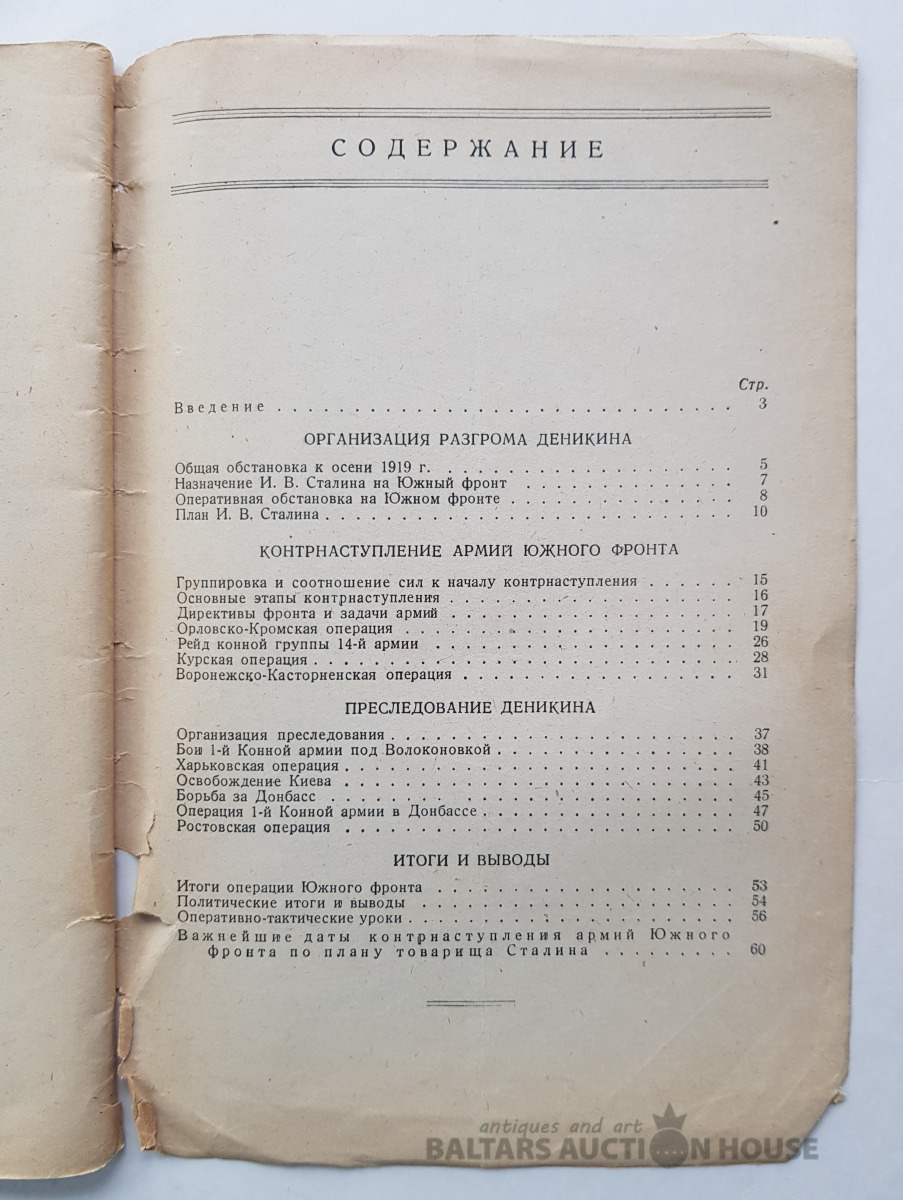 СОДЕРЖАНИЕ
Стр.
Введение . . . . . . . . . . . . . . . . . . . . . . . . . . . . . . 3
ОРГАНИЗАЦИЯ РАЗГРОМА ДЕНИКИНА
Общая обстановка к осени 1919 г. . . . . . . . . . . . . . . . . . . . . 5
Назначение И. В. Сталина на Южный фронт . . . . . . . . . . . . . . 7
Оперативная обстановка на Южном фронте . . . . . . . . . . . . . . . 8
План И. В. Сталина . . . . . . . . . . . . . . . . . . . . . . . . . . . 10
КОНТРНАСТУПЛЕНИЕ АРМИЙ ЮЖНОГО ФРОНТА
Группировка и соотношение сил к началу контрнаступления . . . . . . 15
Основные этапы контрнаступления . . . . . . . . . . . . . . . . . . . 16
Директивы фронта и задачи армий . . . . . . . . . . . . . . . . . . . 17
Орловско-Кромская операция . . . . . . . . . . . . . . . . . . . . . . 19
Рейд конной группы 14-й армии . . . . . . . . . . . . . . . . . . . . 26
Курская операция . . . . . . . . . . . . . . . . . . . . . . . . . . . . 28
Воронежско-Касторненская операция . . . . . . . . . . . . . . . . . . 31
ПРЕСЛЕДОВАНИЕ ДЕНИКИНА
Организация преследования . . . . . . . . . . . . . . . . . . . . . . . 37
Бои 1-й Конной армии под Волоконовкой . . . . . . . . . . . . . . . . 38
Харьковская операция . . . . . . . . . . . . . . . . . . . . . . . . . . 41
Освобождение Киева . . . . . . . . . . . . . . . . . . . . . . . . . . 43
Борьба за Донбасс . . . . . . . . . . . . . . . . . . . . . . . . . . . 45
Операция 1-й Конной армии в Донбассе . . . . . . . . . . . . . . . . . 47
Ростовская операция . . . . . . . . . . . . . . . . . . . . . . . . . . 50
ИТОГИ И ВЫВОДЫ
Итоги операции Южного фронта . . . . . . . . . . . . . . . . . . . . 53
Политические итоги и выводы . . . . . . . . . . . . . . . . . . . . . 54
Оперативно-тактические уроки . . . . . . . . . . . . . . . . . . . . . 56
Важнейшие даты контрнаступления армий Южного
фронта по плану товарища Сталина . . . . . . . . . 60
antiques and art
BALTARS AUCTION HOUSE